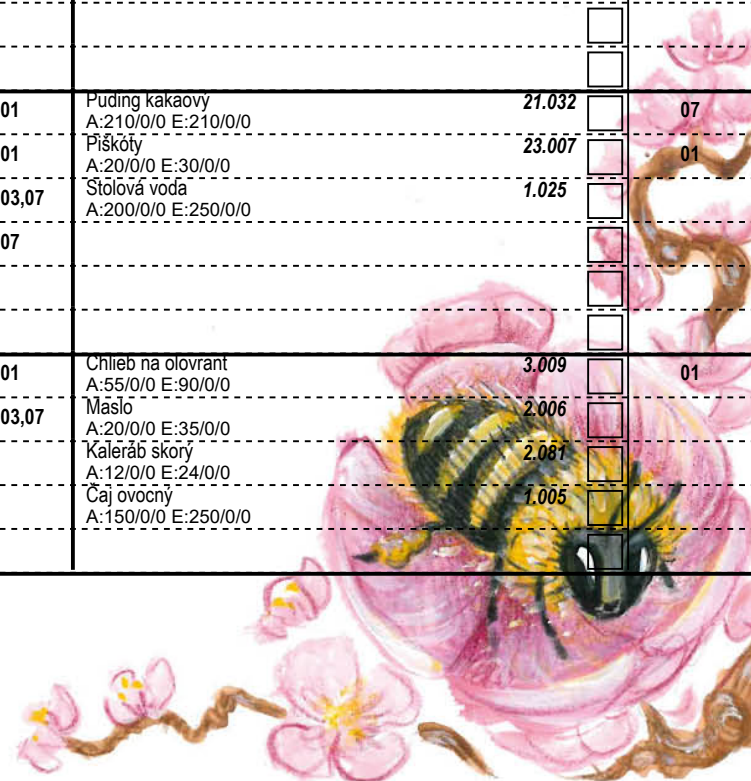 01 Puding kakaový 21.032 07
A:210/0/0 E:210/0/0
01 Piškóty 23.007 01
A:20/0/0 E:30/0/0
03,07 Stolová voda 1.025
A:200/0/0 E:250/0/0
07
01 Chlieb na olovrant 3.009 01
A:55/0/0 E:90/0/0
03,07 Maslo 2.006
A:20/0/0 E:35/0/0
Kaleráb skorý 2.081
A:12/0/0 E:24/0/0
Čaj ovocný 1.005
A:150/0/0 E:250/0/0